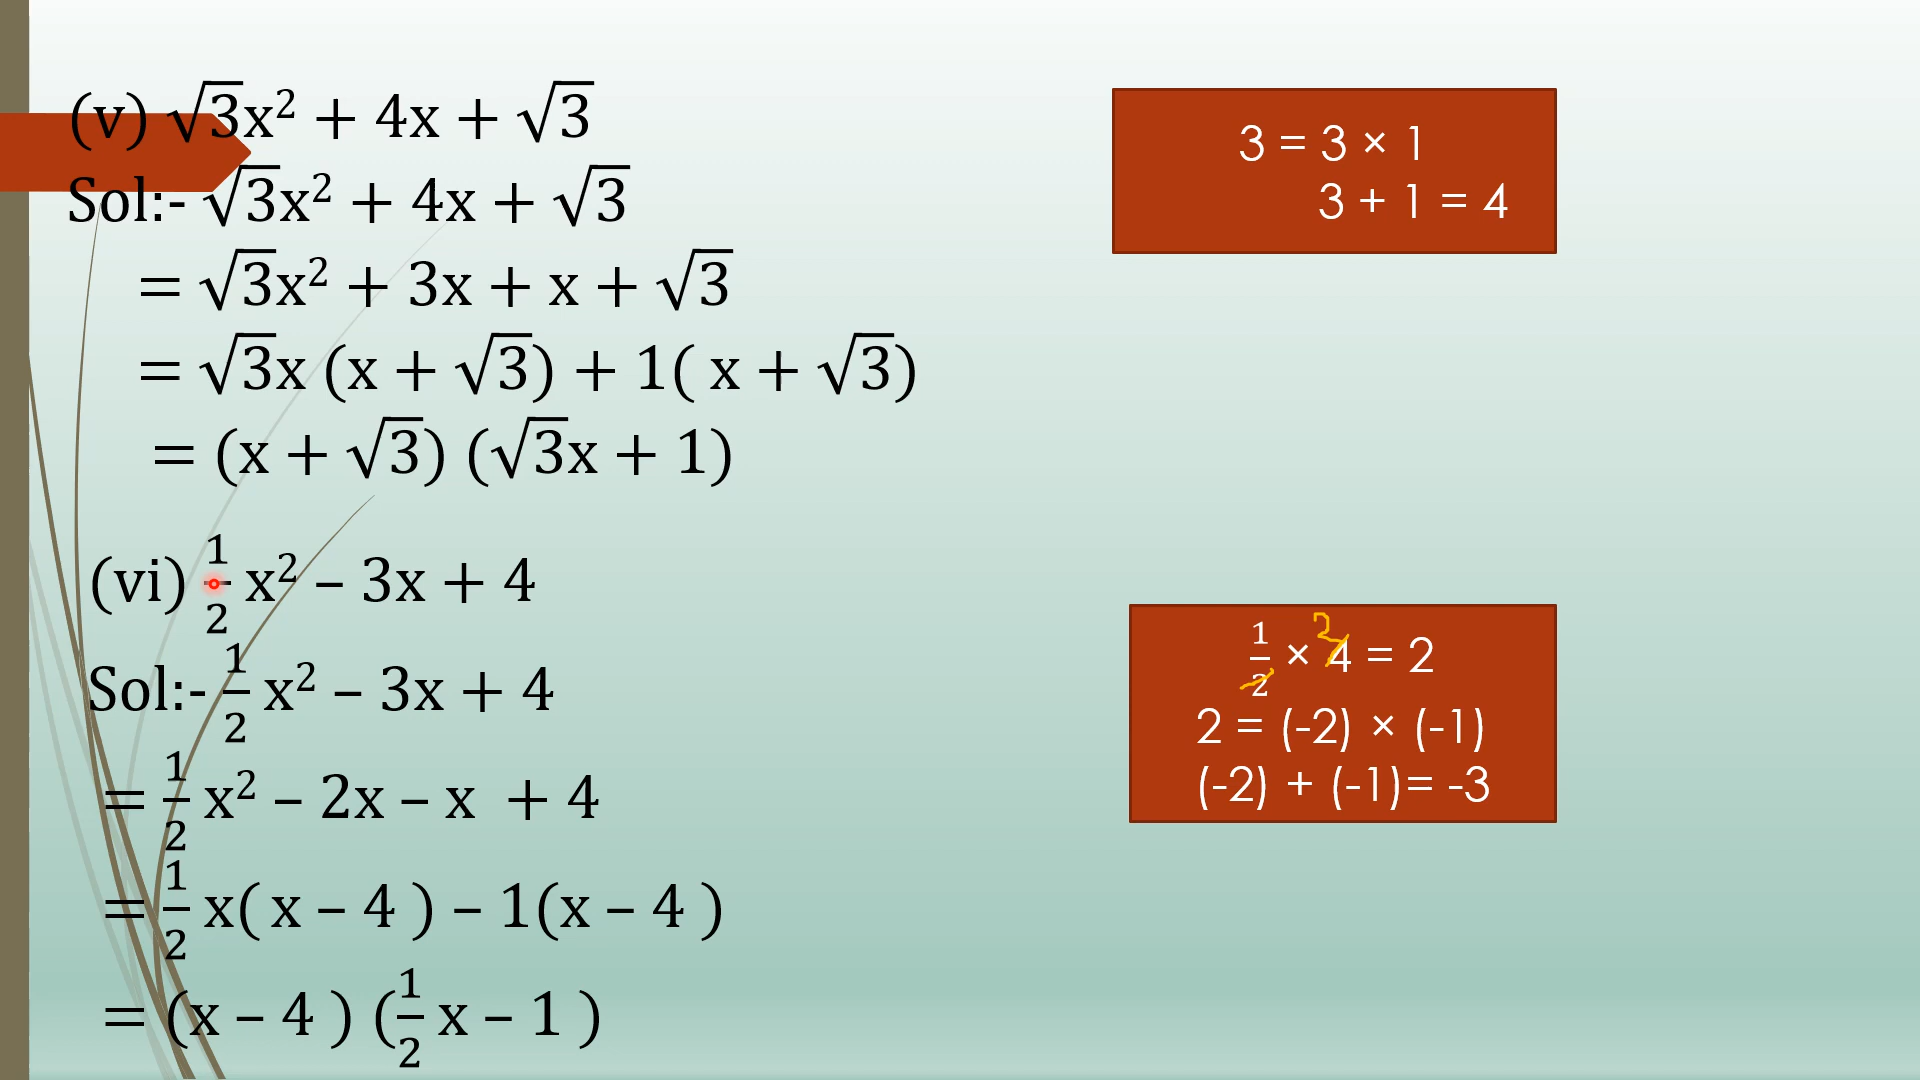 (v) √3x² + 4x + √3
Sol:- √3x² + 4x + √3
= √3x² + 3x + x + √3
= √3x (x + √3) + 1( x + √3)
= (x + √3) (√3x + 1)
3 = 3 × 1
3 + 1 = 4
(vi) 1/2 x² – 3x + 4
Sol:- 1/2 x² – 3x + 4
= 1/2 x² – 2x – x + 4
= 1/2 x( x – 4 ) – 1(x – 4 )
= (x – 4 ) (1/2 x – 1 )
2
1/2 × 4 = 2
2 = (-2) × (-1)
(-2) + (-1)= -3